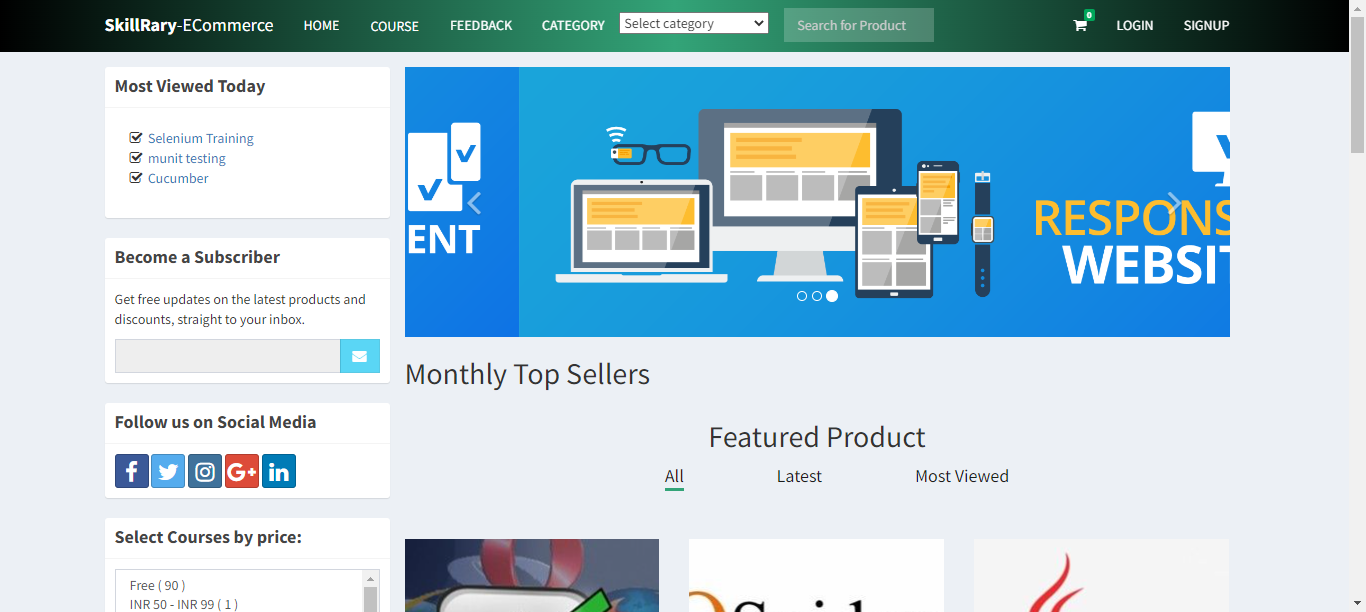 SkillRary-ECommerce HOME COURSE FEEDBACK CATEGORY Select category Search for Product 0 LOGIN SIGNUP
Most Viewed Today
Selenium Training
munit testing
Cucumber
Become a Subscriber
Get free updates on the latest products and
discounts, straight to your inbox.
Follow us on Social Media
Select Courses by price:
Free ( 90 )
INR 50 - INR 99 ( 1 )
ENT
RESPONS
WEBSIT
Monthly Top Sellers
Featured Product
All Latest Most Viewed